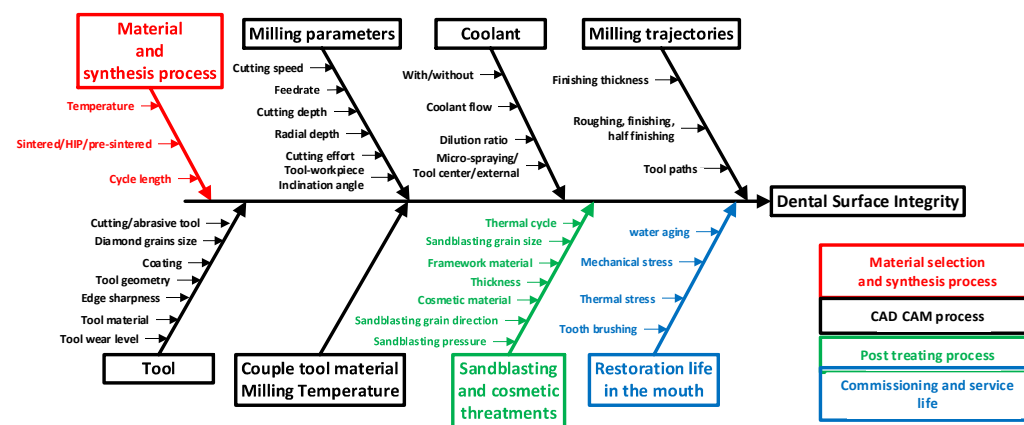 Material
and
synthesis process
Milling parameters
Coolant
Milling trajectories
Temperature
Sintered/HIP/pre-sintered
Cycle length
Cutting speed
Feedrate
Cutting depth
Radial depth
Cutting effort
Tool-workpiece
Inclination angle
With/without
Coolant flow
Dilution ratio
Micro-spraying/
Tool center/external
Finishing thickness
Roughing, finishing,
half finishing
Tool paths
Dental Surface Integrity
Cutting/abrasive tool
Diamond grains size
Coating
Tool geometry
Edge sharpness
Tool material
Tool wear level
Tool
Couple tool material
Milling Temperature
Thermal cycle
Sandblasting grain size
Framework material
Thickness
Cosmetic material
Sandblasting grain direction
Sandblasting pressure
Sandblasting
and cosmetic
threatments
water aging
Mechanical stress
Thermal stress
Tooth brushing
Restoration life
in the mouth
Material selection
and synthesis process
CAD CAM process
Post treating process
Commissioning and service
life